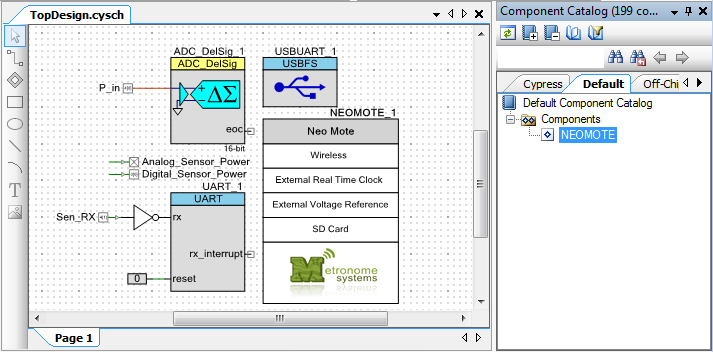 TopDesign.cysch
Component Catalog (199 co...
Cypress
Default
Off-Chi
Default Component Catalog
Components
NEOMOTE
T
ADC_DelSig_1
ADC_DelSig
P_in
ΔΣ
eoc
16-bit
USBUART_1
USBFS
Analog_Sensor_Power
Digital_Sensor_Power
UART_1
UART
Sen_RX
rx
rx_interrupt
0
reset
NEOMOTE_1
Neo Mote
Wireless
External Real Time Clock
External Voltage Reference
SD Card
Metronome
systems
Page 1